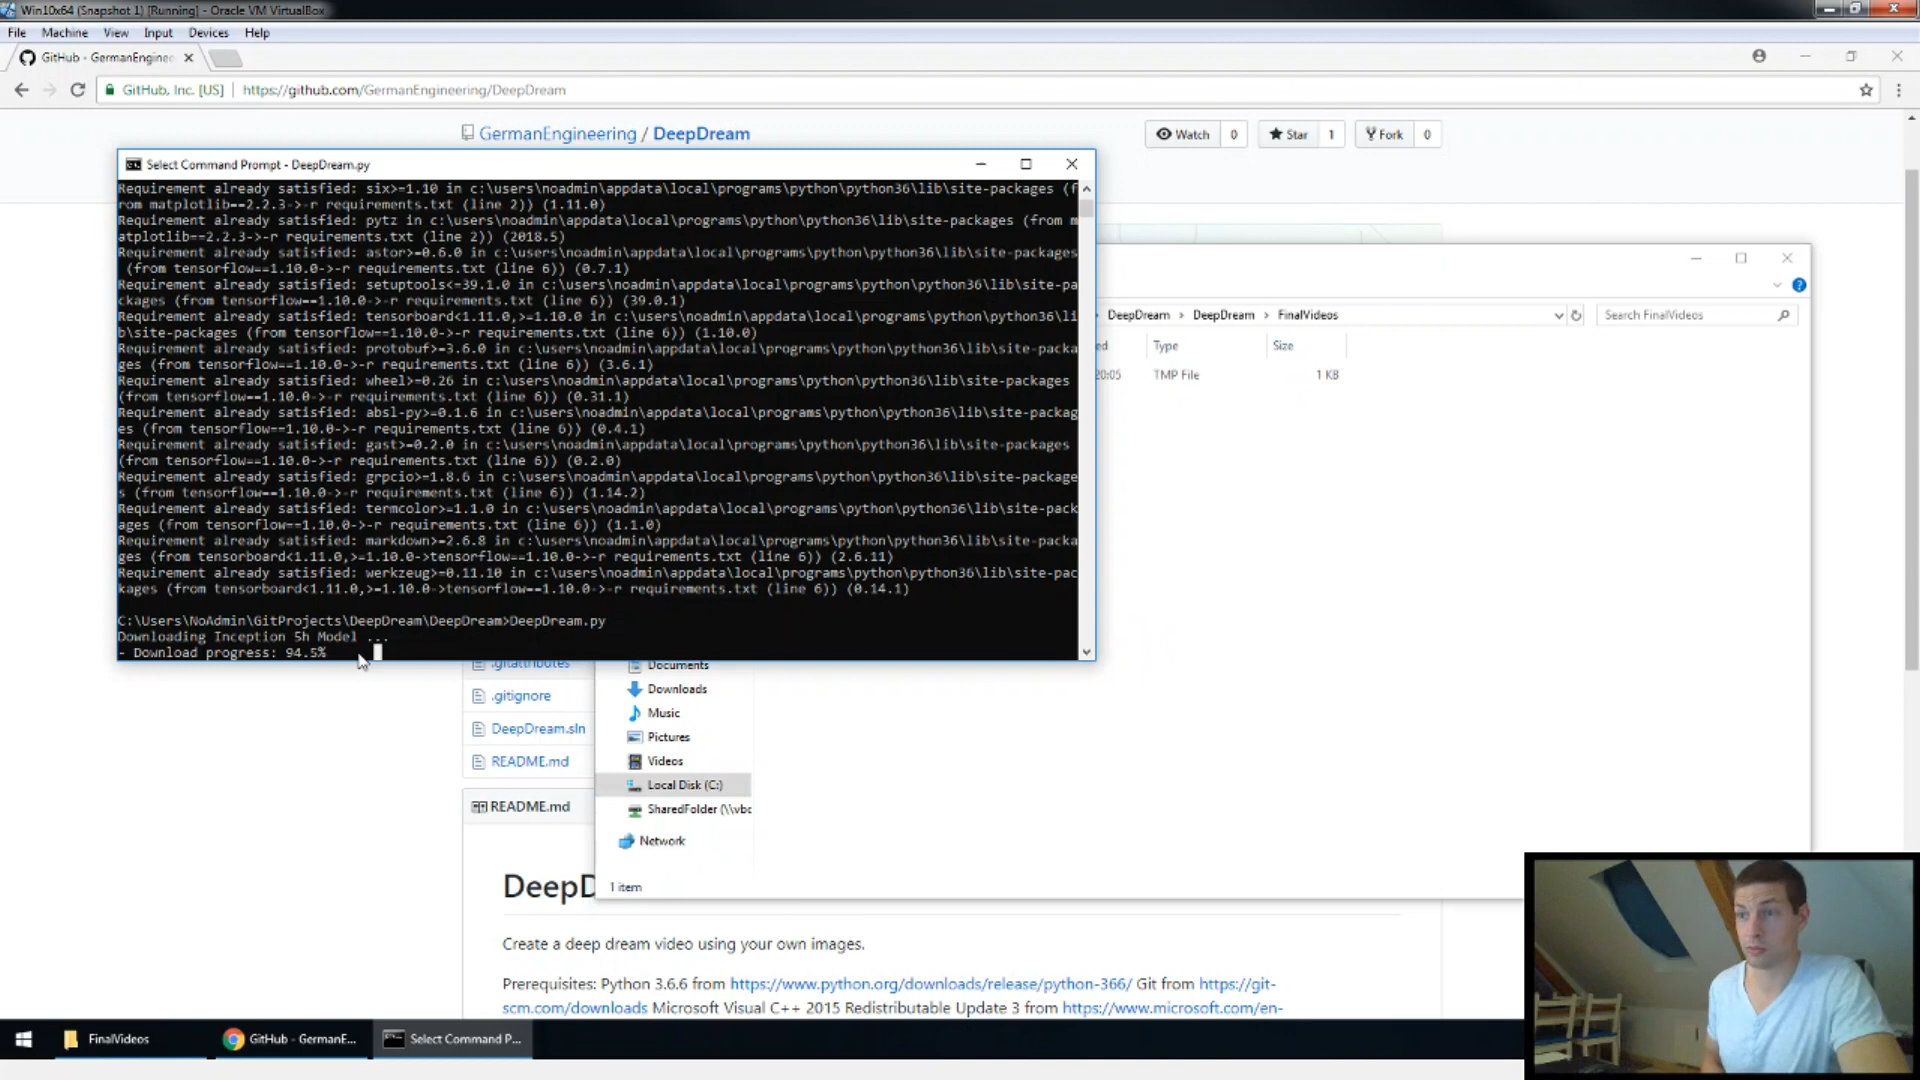 Win10x64 (Snapshot 1) [Running] - Oracle VM VirtualBox
File Machine View Input Devices Help
GitHub - GermanEnginee
GitHub, Inc. [US] | https://github.com/GermanEngineering/DeepDream
GermanEngineering / DeepDream
Watch 0 Star 1 Fork 0
Select Command Prompt - DeepDream.py
Requirement already satisfied: six>=1.10 in c:\users\noadmin\appdata\local\programs\python\python36\lib\site-packages (f
rom matplotlib==2.2.3->-r requirements.txt (line 2)) (1.11.0)
Requirement already satisfied: pytz in c:\users\noadmin\appdata\local\programs\python\python36\lib\site-packages (from m
atplotlib==2.2.3->-r requirements.txt (line 2)) (2018.5)
Requirement already satisfied: astor>=0.6.0 in c:\users\noadmin\appdata\local\programs\python\python36\lib\site-packages
(from tensorflow==1.10.0->-r requirements.txt (line 6)) (0.7.1)
Requirement already satisfied: setuptools<=39.1.0 in c:\users\noadmin\appdata\local\programs\python\python36\lib\site-pa
ckages (from tensorflow==1.10.0->-r requirements.txt (line 6)) (39.0.1)
Requirement already satisfied: tensorboard<1.11.0,>=1.10.0 in c:\users\noadmin\appdata\local\programs\python\python36\li
b\site-packages (from tensorflow==1.10.0->-r requirements.txt (line 6)) (1.10.0)
Requirement already satisfied: protobuf>=3.6.0 in c:\users\noadmin\appdata\local\programs\python\python36\lib\site-packa
ges (from tensorflow==1.10.0->-r requirements.txt (line 6)) (3.6.1)
Requirement already satisfied: wheel>=0.26 in c:\users\noadmin\appdata\local\programs\python\python36\lib\site-packages
(from tensorflow==1.10.0->-r requirements.txt (line 6)) (0.31.1)
Requirement already satisfied: absl-py>=0.1.6 in c:\users\noadmin\appdata\local\programs\python\python36\lib\site-packag
es (from tensorflow==1.10.0->-r requirements.txt (line 6)) (0.4.1)
Requirement already satisfied: gast>=0.2.0 in c:\users\noadmin\appdata\local\programs\python\python36\lib\site-packages
(from tensorflow==1.10.0->-r requirements.txt (line 6)) (0.2.0)
Requirement already satisfied: grpcio>=1.8.6 in c:\users\noadmin\appdata\local\programs\python\python36\lib\site-package
s (from tensorflow==1.10.0->-r requirements.txt (line 6)) (1.14.2)
Requirement already satisfied: termcolor>=1.1.0 in c:\users\noadmin\appdata\local\programs\python\python36\lib\site-pack
ages (from tensorflow==1.10.0->-r requirements.txt (line 6)) (1.1.0)
Requirement already satisfied: markdown>=2.6.8 in c:\users\noadmin\appdata\local\programs\python\python36\lib\site-packa
ges (from tensorboard<1.11.0,>=1.10.0->tensorflow==1.10.0->-r requirements.txt (line 6)) (2.6.11)
Requirement already satisfied: werkzeug>=0.11.10 in c:\users\noadmin\appdata\local\programs\python\python36\lib\site-pac
kages (from tensorboard<1.11.0,>=1.10.0->tensorflow==1.10.0->-r requirements.txt (line 6)) (0.14.1)
C:\Users\NoAdmin\GitProjects\DeepDream\DeepDream>DeepDream.py
Downloading Inception 5h Model ...
- Download progress: 94.5%
DeepDream > DeepDream > FinalVideos
Search FinalVideos
ed Type Size
20:05 TMP File 1 KB
.gitattributes
.gitignore
DeepDream.sln
README.md
README.md
Documents
Downloads
Music
Pictures
Videos
Local Disk (C:)
SharedFolder (\\vbc
Network
1 item
DeepD
Create a deep dream video using your own images.
Prerequisites: Python 3.6.6 from https://www.python.org/downloads/release/python-366/ Git from https://git-
scm.com/downloads Microsoft Visual C++ 2015 Redistributable Update 3 from https://www.microsoft.com/en-
FinalVideos
GitHub - GermanE...
Select Command P...